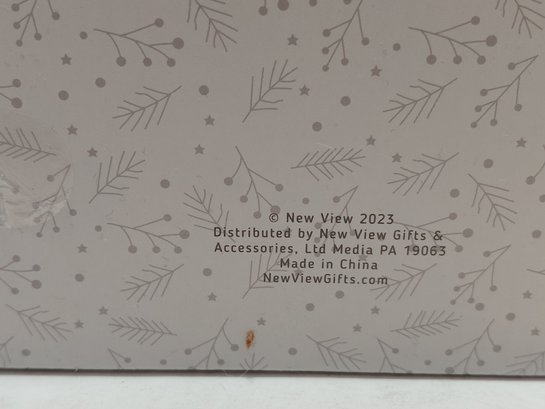 © New View 2023
Distributed by New View Gifts &
Accessories, Ltd Media PA 19063
Made in China
NewViewGifts.com